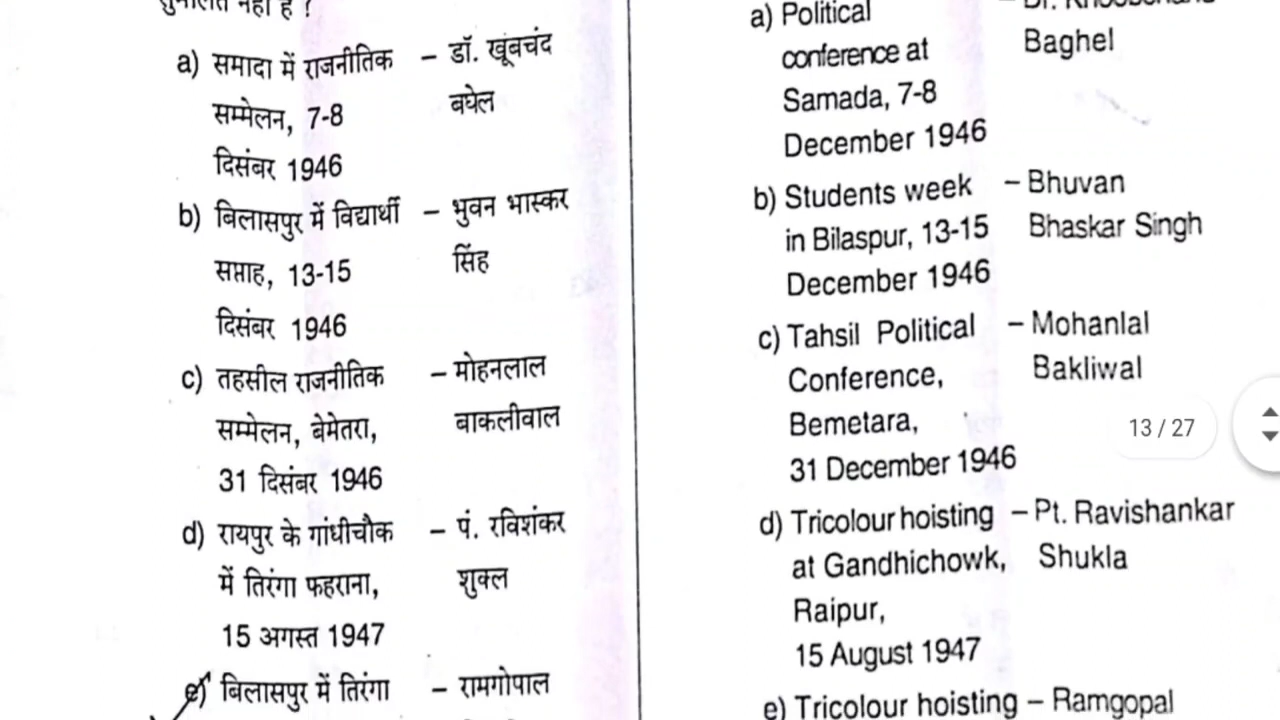 सुमेलित नहीं है ?
a) समादा में राजनीतिक – डॉ. खूंबचंद
सम्मेलन, 7-8 बघेल
दिसंबर 1946
b) बिलासपुर में विद्यार्थी – भुवन भास्कर
सप्ताह, 13-15 सिंह
दिसंबर 1946
c) तहसील राजनीतिक – मोहनलाल
सम्मेलन, बेमेतरा, बाकलीवाल
31 दिसंबर 1946
d) रायपुर के गांधीचौक – पं. रविशंकर
में तिरंगा फहराना, शुक्ल
15 अगस्त 1947
e) बिलासपुर में तिरंगा – रामगोपाल
a) Political – Dr.
conference at Baghel
Samada, 7-8
December 1946
b) Students week – Bhuvan
in Bilaspur, 13-15 Bhaskar Singh
December 1946
c) Tahsil Political – Mohanlal
Conference, Bakliwal
Bemetara,
31 December 1946
d) Tricolour hoisting – Pt. Ravishankar
at Gandhichowk, Shukla
Raipur,
15 August 1947
e) Tricolour hoisting – Ramgopal
13 / 27